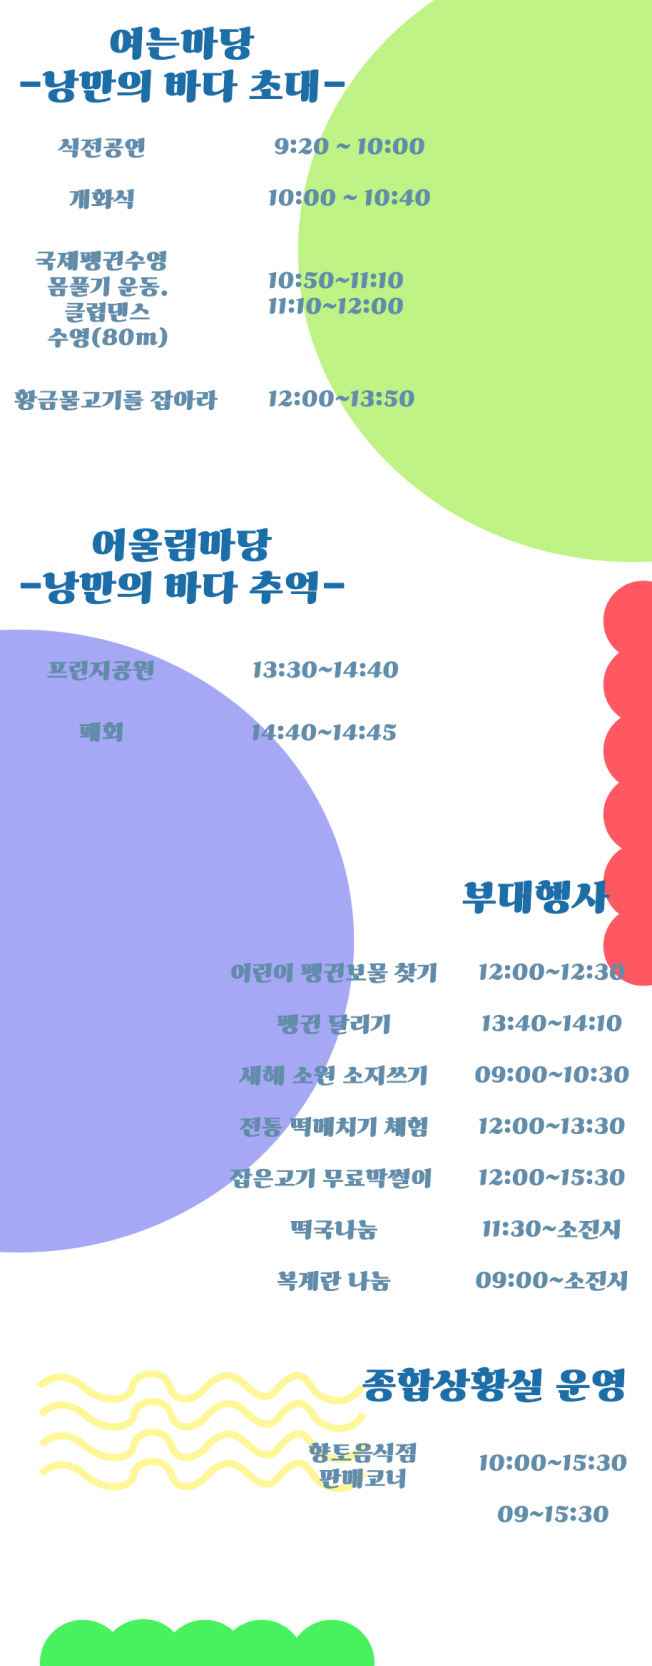 여는마당
-낭만의 바다 초대-
식전공연 9:20 ~ 10:00
개화식 10:00 ~ 10:40
국제펭귄수영
몸풀기 운동. 10:50~11:10
클럽댄스 11:10~12:00
수영(80m)
황금물고기를 잡아라 12:00~13:50
어울림마당
-낭만의 바다 추억-
프린지공원 13:30~14:40
폐회 14:40~14:45
부대행사
어린이 펭귄보물 찾기 12:00~12:30
펭귄 달리기 13:40~14:10
새해 소원 소지쓰기 09:00~10:30
전통 떡메치기 체험 12:00~13:30
잡은고기 무료막썰이 12:00~15:30
떡국나눔 11:30~소진시
복계란 나눔 09:00~소진시
종합상황실 운영
향토음식점
판매코너 10:00~15:30
09~15:30